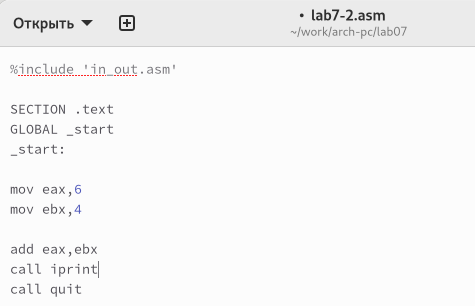 Открыть
• lab7-2.asm
~/work/arch-pc/lab07
%include 'in_out.asm'
SECTION .text
GLOBAL _start
_start:
mov eax,6
mov ebx,4
add eax,ebx
call iprint
call quit